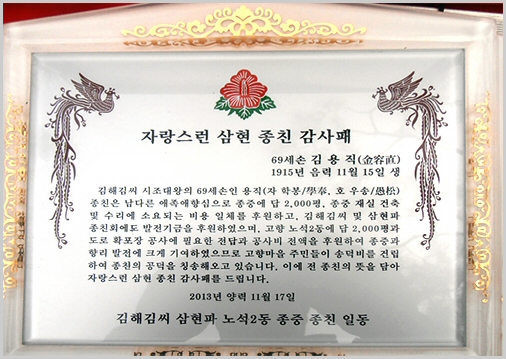 자랑스런 삼현 종친 감사패
69세손 김 용 직(金容直)
1915년 음력 11월 15일 생
김해김씨 시조대왕의 69세손인 용직(자 학봉/學奉, 호 우송/愚松)
종친은 남다른 애족애향심으로 종중에 답 2,000평, 종중 재실 건축
및 수리에 소요되는 비용 일체를 후원하고, 김해김씨 및 삼현파
종친회에도 발전기금을 후원하였으며, 고향 노석2동에 답 2,000평과
도로 확포장 공사에 필요한 전답과 공사비 전액을 후원하여 종중과
향리 발전에 크게 기여하였으므로 고향마을 주민들이 송덕비를 건립
하여 종친의 공덕을 칭송해오고 있습니다. 이에 전 종친의 뜻을 담아
자랑스런 삼현 종친 감사패를 드립니다.
2013년 양력 11월 17일
김해김씨 삼현파 노석2동 종중 종친 일동